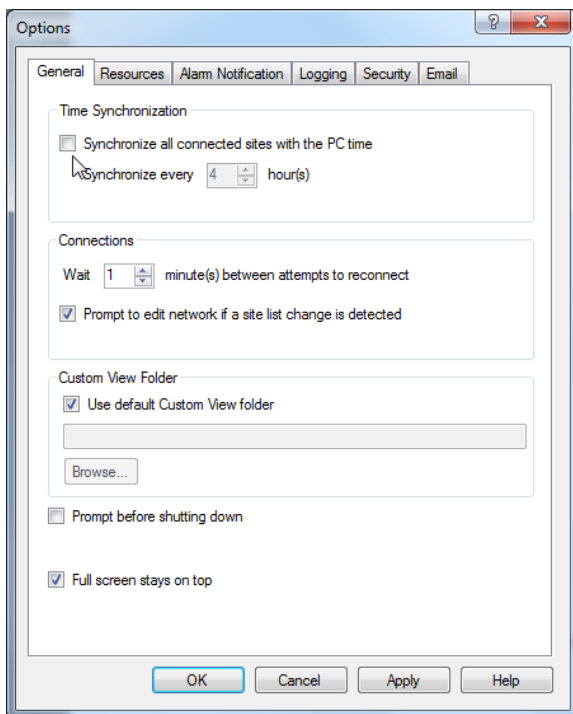 Options
General Resources Alarm Notification Logging Security Email
Time Synchronization
Synchronize all connected sites with the PC time
Synchronize every 4 hour(s)
Connections
Wait 1 minute(s) between attempts to reconnect
Prompt to edit network if a site list change is detected
Custom View Folder
Use default Custom View folder
Browse...
Prompt before shutting down
Full screen stays on top
OK Cancel Apply Help